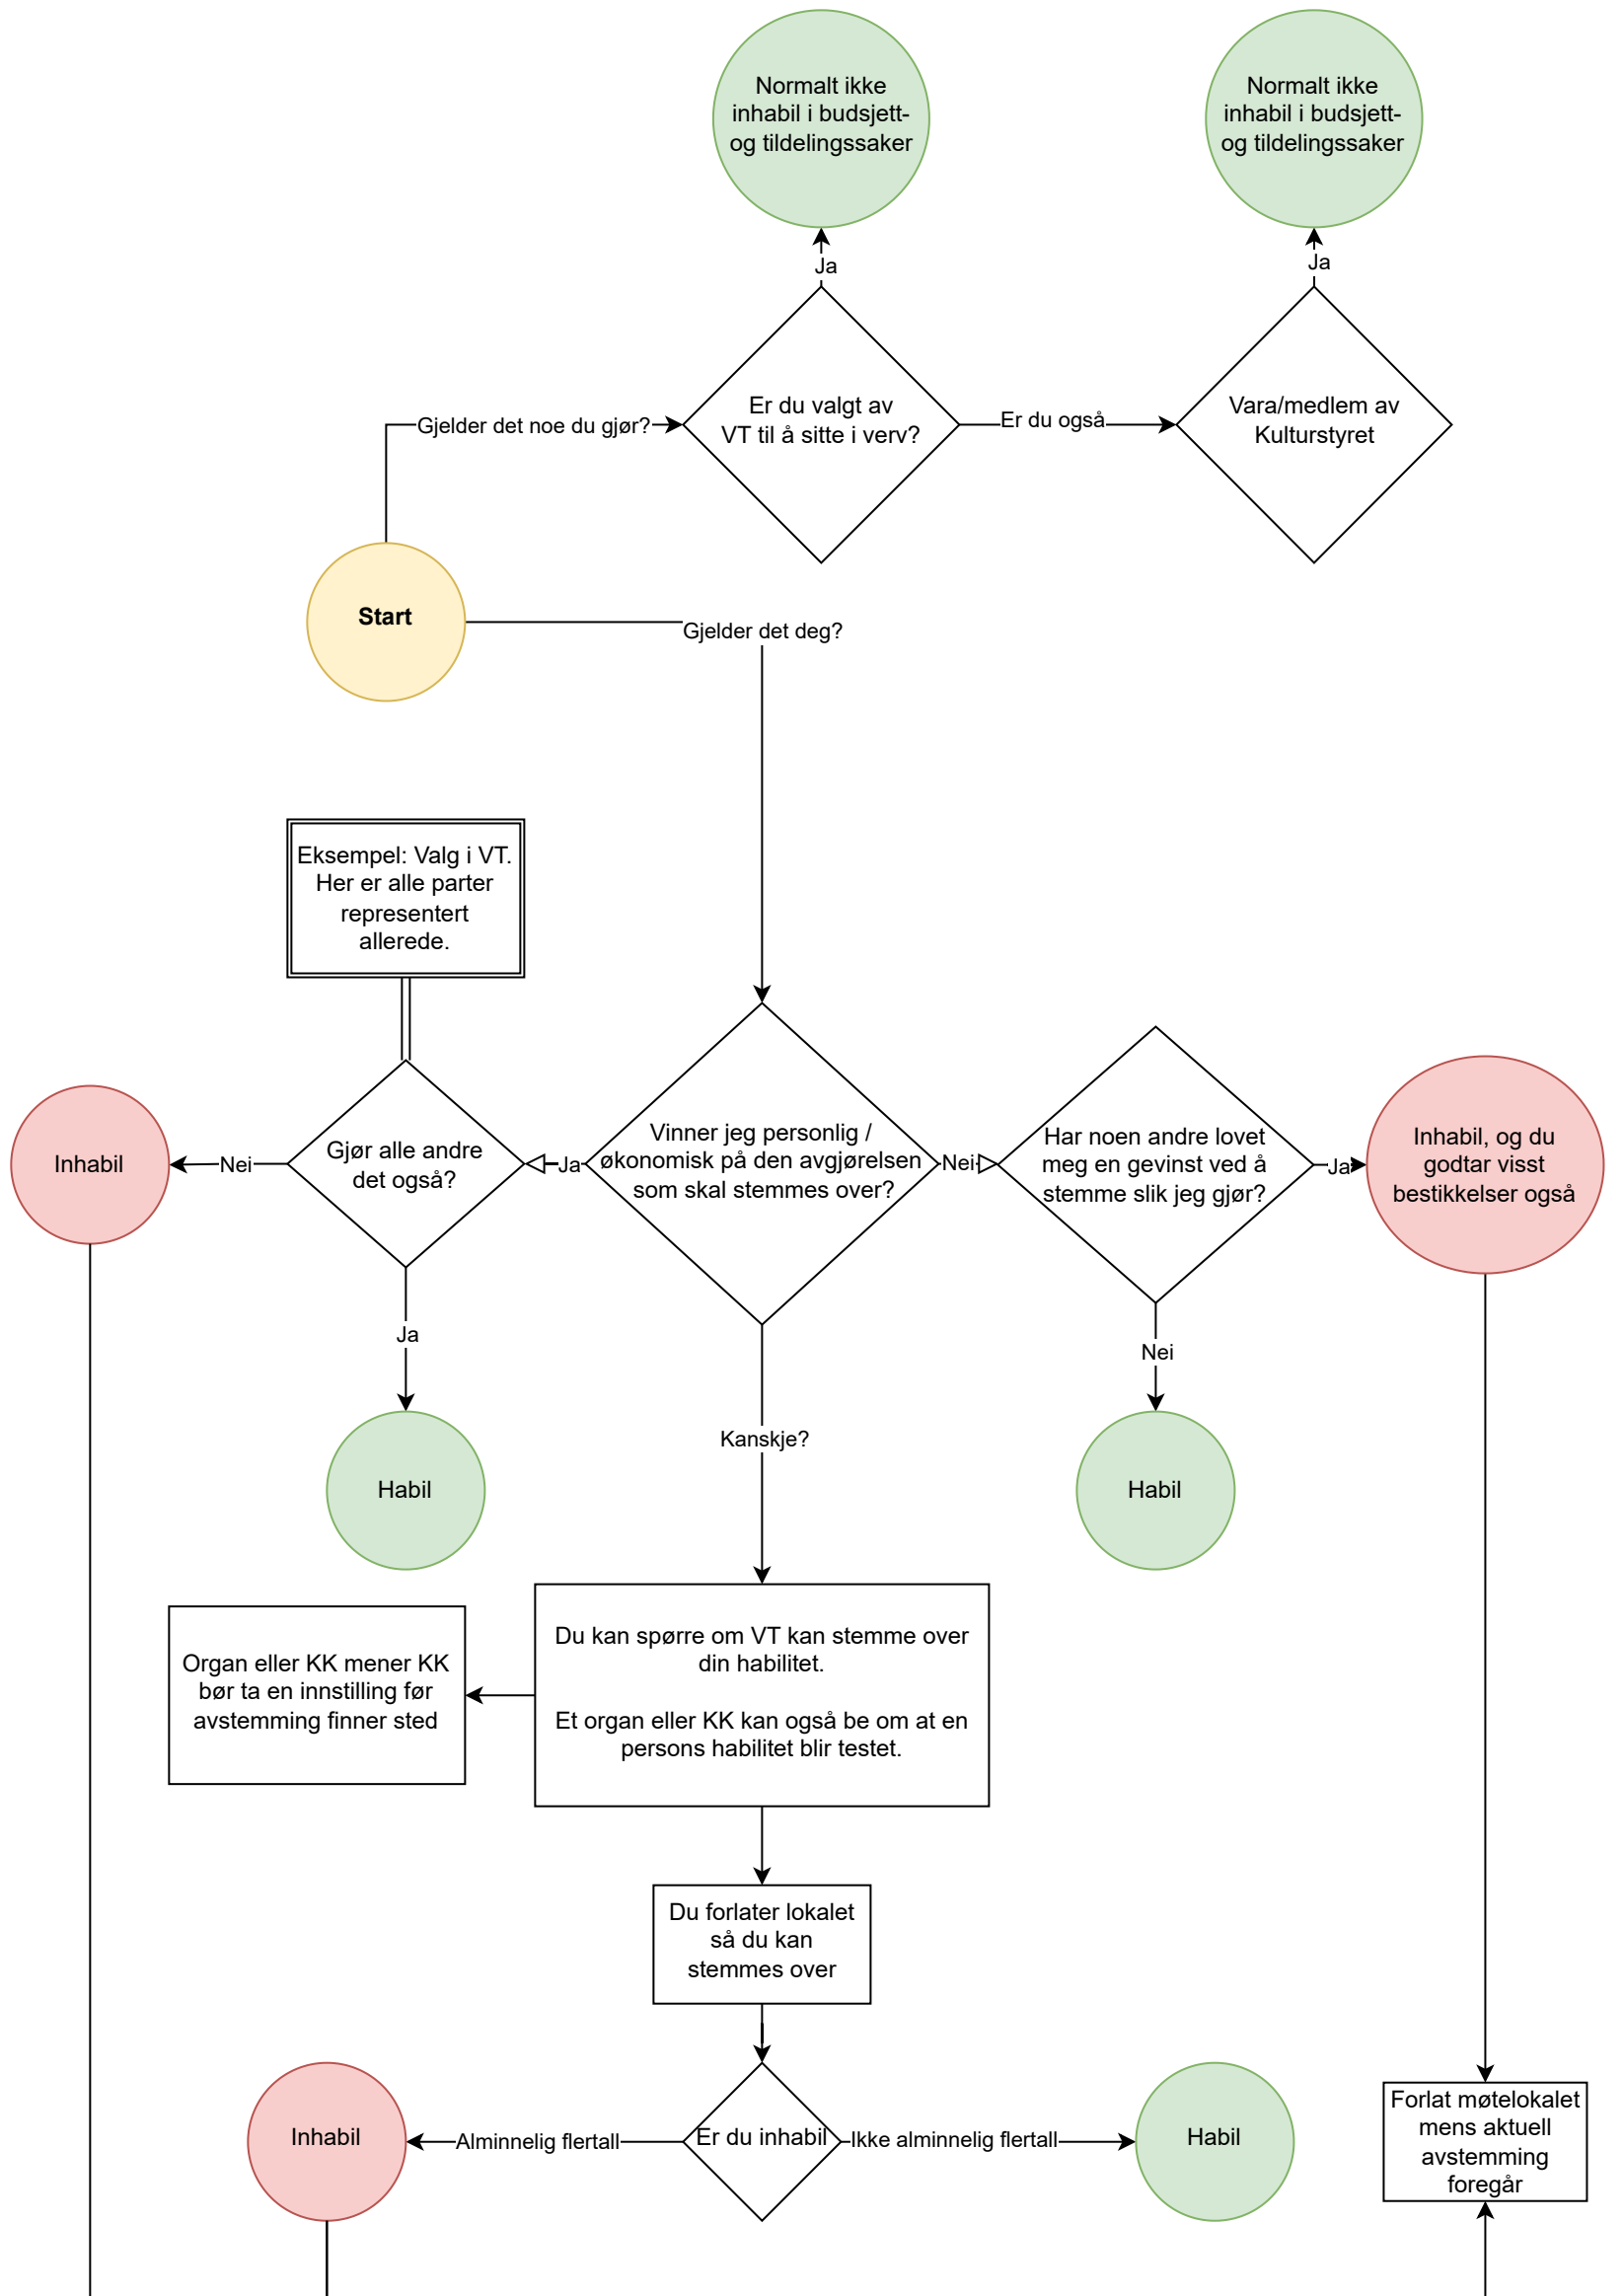 Normalt ikke
inhabil i budsjett-
og tildelingssaker
Normalt ikke
inhabil i budsjett-
og tildelingssaker
Ja
Ja
Gjelder det noe du gjør?
Er du valgt av
VT til å sitte i verv?
Er du også
Vara/medlem av
Kulturstyret
Start
Gjelder det deg?
Eksempel: Valg i VT.
Her er alle parter
representert
allerede.
Inhabil
Nei
Gjør alle andre
det også?
Ja
Vinner jeg personlig /
økonomisk på den avgjørelsen
som skal stemmes over?
Nei
Har noen andre lovet
meg en gevinst ved å
stemme slik jeg gjør?
Ja
Inhabil, og du
godtar visst
bestikkelser også
Ja
Nei
Kanskje?
Habil
Habil
Organ eller KK mener KK
bør ta en innstilling før
avstemming finner sted
Du kan spørre om VT kan stemme over
din habilitet.
Et organ eller KK kan også be om at en
persons habilitet blir testet.
Du forlater lokalet
så du kan
stemmes over
Inhabil
Alminnelig flertall
Er du inhabil
Ikke alminnelig flertall
Habil
Forlat møtelokalet
mens aktuell
avstemming
foregår